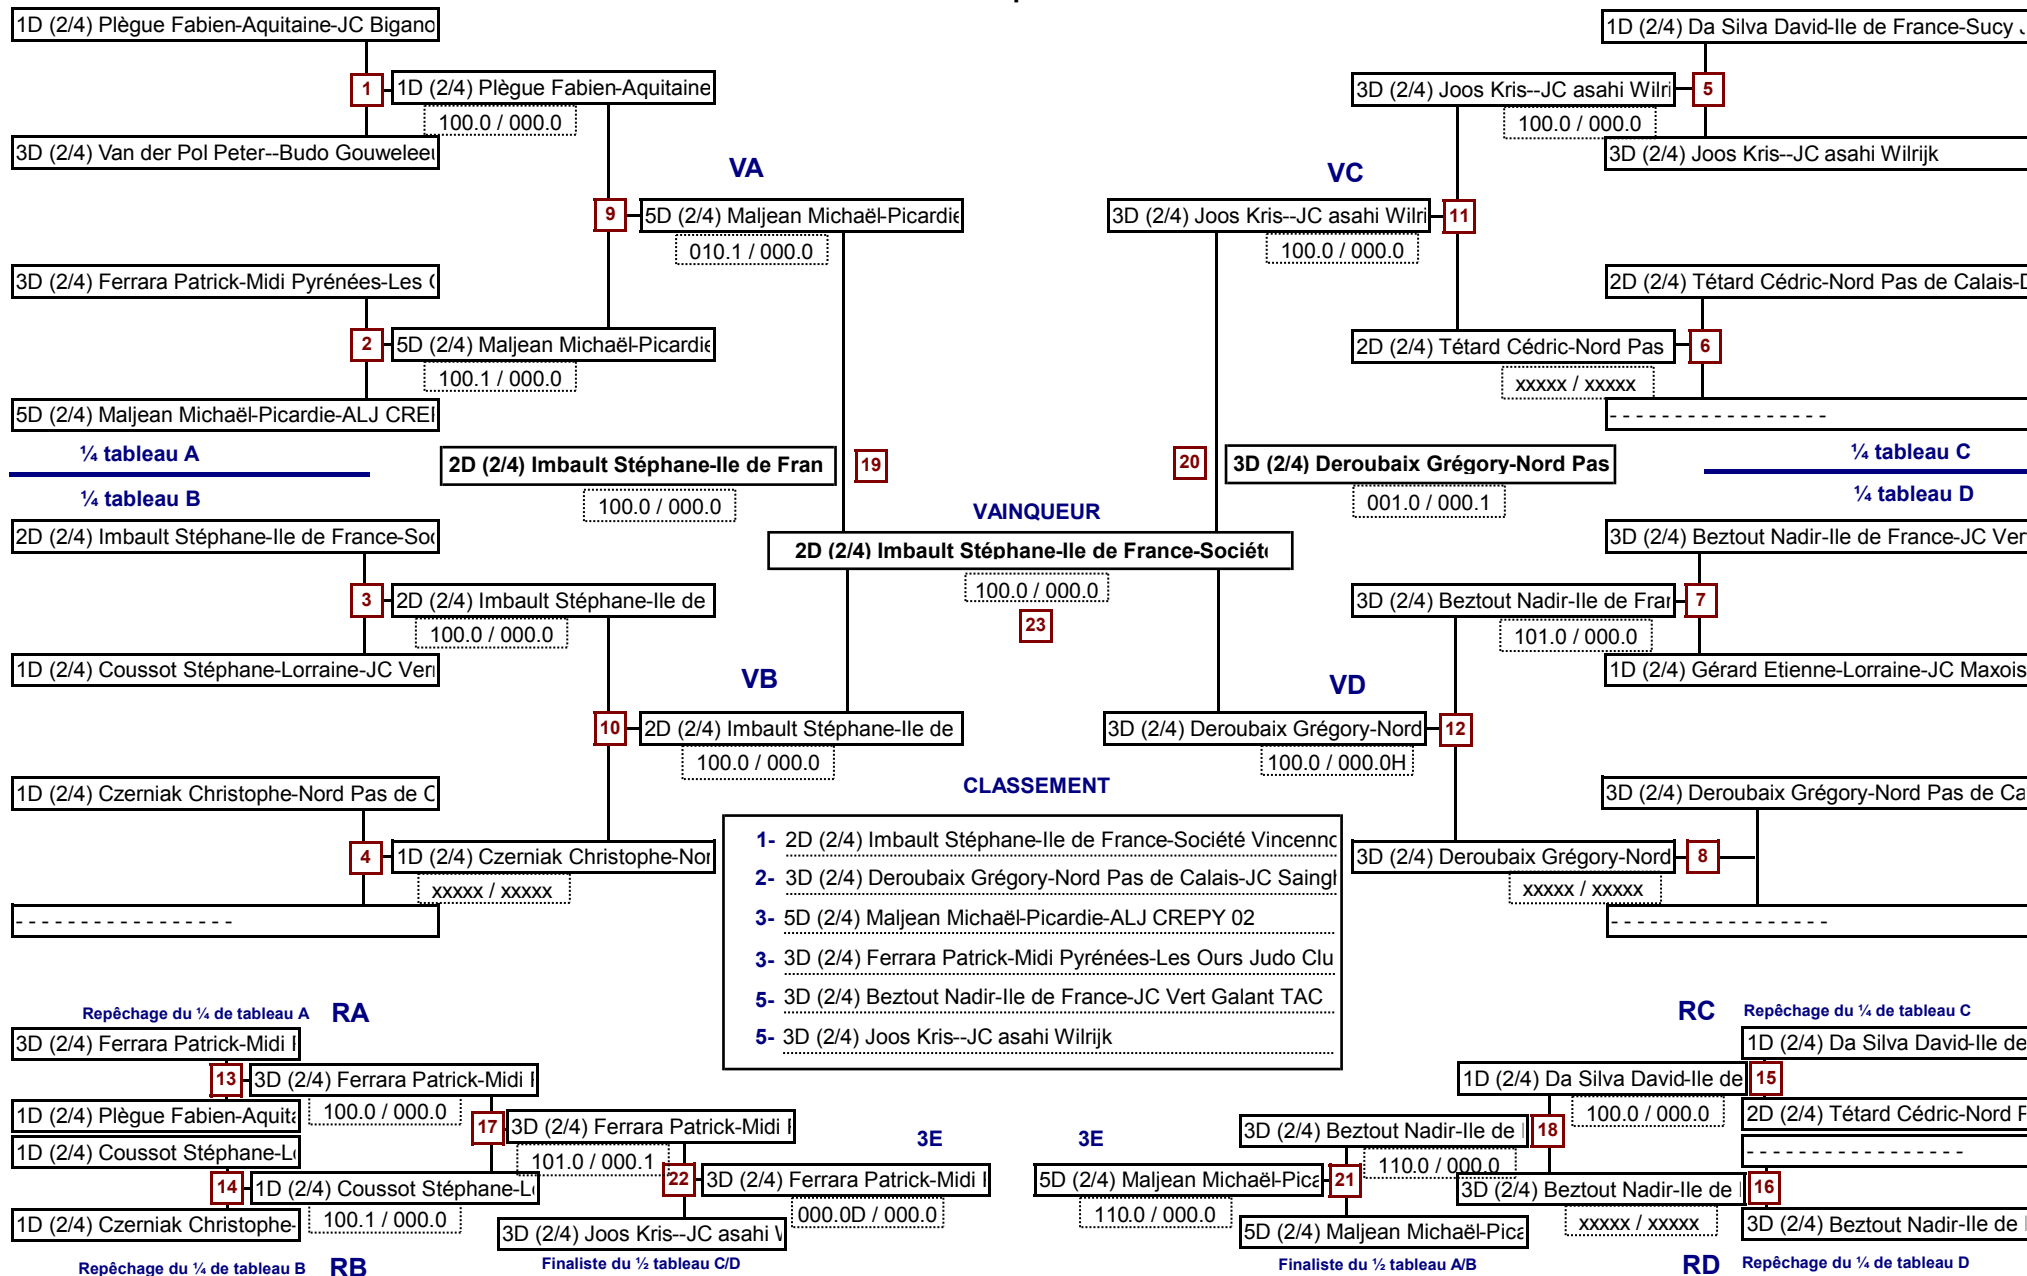 1D (2/4) Plègue Fabien-Aquitaine-JC Bigano
1
1D (2/4) Plègue Fabien-Aquitaine
100.0 / 000.0
3D (2/4) Van der Pol Peter--Budo Gouwelee
VA
9
5D (2/4) Maljean Michaël-Picardie
010.1 / 000.0
3D (2/4) Ferrara Patrick-Midi Pyrénées-Les
2
5D (2/4) Maljean Michaël-Picardie
100.1 / 000.0
5D (2/4) Maljean Michaël-Picardie-ALJ CRE
¼ tableau A
¼ tableau B
2D (2/4) Imbault Stéphane-Ile de Fran
19
100.0 / 000.0
1D (2/4) Da Silva David-Ile de France-Sucy
3D (2/4) Joos Kris--JC asahi Wilri
5
100.0 / 000.0
3D (2/4) Joos Kris--JC asahi Wilrijk
VC
3D (2/4) Joos Kris--JC asahi Wilri
11
100.0 / 000.0
2D (2/4) Tétard Cédric-Nord Pas de Calais-D
2D (2/4) Tétard Cédric-Nord Pas
6
xxxxx / xxxxx
- - - - - - - - - - - - - - - - -
20
3D (2/4) Deroubaix Grégory-Nord Pas
001.0 / 000.1
¼ tableau C
¼ tableau D
VAINQUEUR
2D (2/4) Imbault Stéphane-Ile de France-Société
100.0 / 000.0
23
2D (2/4) Imbault Stéphane-Ile de France-Soc
3
2D (2/4) Imbault Stéphane-Ile de
100.0 / 000.0
1D (2/4) Coussot Stéphane-Lorraine-JC Ver
VB
10
2D (2/4) Imbault Stéphane-Ile de
100.0 / 000.0
1D (2/4) Czerniak Christophe-Nord Pas de C
4
1D (2/4) Czerniak Christophe-Nor
xxxxx / xxxxx
- - - - - - - - - - - - - - - - -
3D (2/4) Beztout Nadir-Ile de France-JC Ver
3D (2/4) Beztout Nadir-Ile de Fran
7
101.0 / 000.0
1D (2/4) Gérard Etienne-Lorraine-JC Maxois
VD
3D (2/4) Deroubaix Grégory-Nord
12
100.0 / 000.0H
3D (2/4) Deroubaix Grégory-Nord Pas de Ca
3D (2/4) Deroubaix Grégory-Nord
8
xxxxx / xxxxx
- - - - - - - - - - - - - - - - -
CLASSEMENT
1- 2D (2/4) Imbault Stéphane-Ile de France-Société Vincenno
2- 3D (2/4) Deroubaix Grégory-Nord Pas de Calais-JC Saingh
3- 5D (2/4) Maljean Michaël-Picardie-ALJ CREPY 02
3- 3D (2/4) Ferrara Patrick-Midi Pyrénées-Les Ours Judo Clu
5- 3D (2/4) Beztout Nadir-Ile de France-JC Vert Galant TAC
5- 3D (2/4) Joos Kris--JC asahi Wilrijk
Repêchage du ¼ de tableau A RA
3D (2/4) Ferrara Patrick-Midi
13
3D (2/4) Ferrara Patrick-Midi
1D (2/4) Plègue Fabien-Aquita
100.0 / 000.0
1D (2/4) Coussot Stéphane-L
14
1D (2/4) Coussot Stéphane-L
1D (2/4) Czerniak Christophe-
100.1 / 000.0
Repêchage du ¼ de tableau B RB
17
3D (2/4) Ferrara Patrick-Midi
101.0 / 000.1
22
3D (2/4) Ferrara Patrick-Midi
000.0D / 000.0
3D (2/4) Joos Kris--JC asahi
Finaliste du ½ tableau C/D
3E
3E
5D (2/4) Maljean Michaël-Pica
21
110.0 / 000.0
3D (2/4) Beztout Nadir-Ile de
18
110.0 / 000.0
5D (2/4) Maljean Michaël-Pica
Finaliste du ½ tableau A/B
RC Repêchage du ¼ de tableau C
1D (2/4) Da Silva David-Ile de
1D (2/4) Da Silva David-Ile de
15
100.0 / 000.0
2D (2/4) Tétard Cédric-Nord P
- - - - - - - - - - - - - - - - -
3D (2/4) Beztout Nadir-Ile de
16
xxxxx / xxxxx
3D (2/4) Beztout Nadir-Ile de
RD Repêchage du ¼ de tableau D